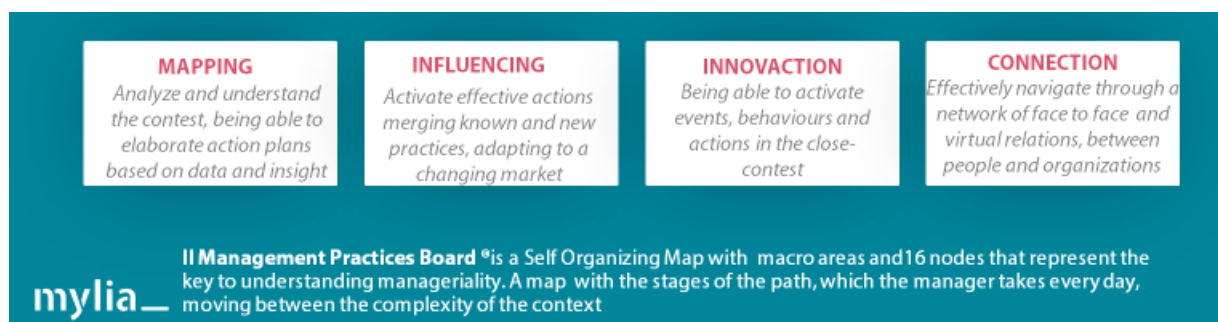 MAPPING
Analyze and understand
the contest, being able to
elaborate action plans
based on data and insight
INFLUENCING
Activate effective actions
merging known and new
practices, adapting to a
changing market
INNOVACTION
Being able to activate
events, behaviours and
actions in the close-
contest
CONNECTION
Effectively navigate through a
network of face to face and
virtual relations, between
people and organizations
II Management Practices Board ®is a Self Organizing Map with macro areas and16 nodes that represent the
key to understanding manageriality. A map with the stages of the path, which the manager takes every day,
moving between the complexity of the context
mylia_